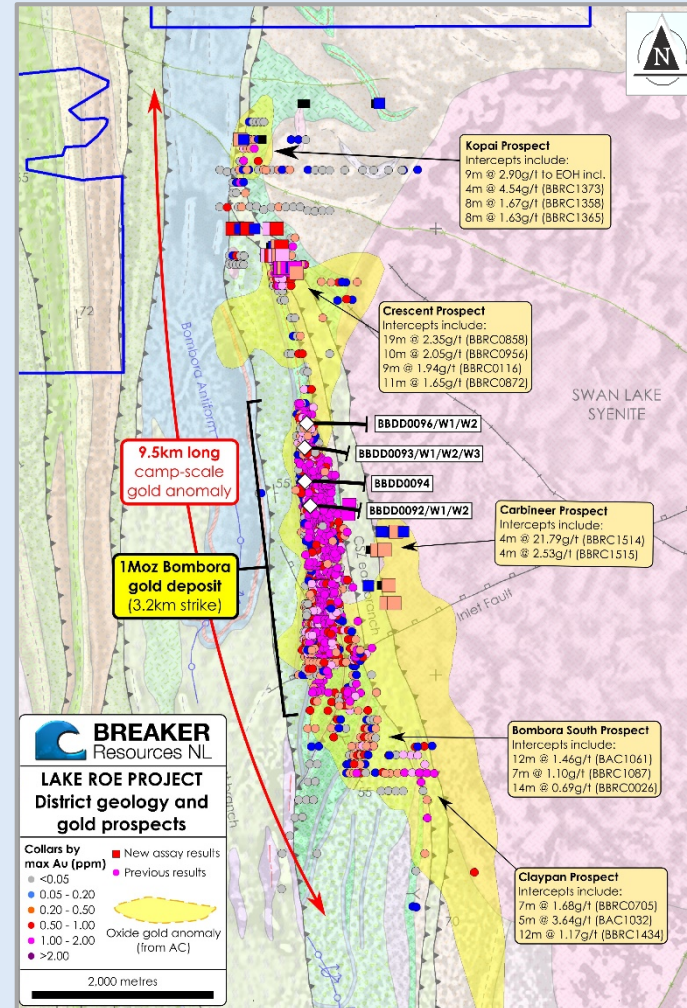 N
Kopai Prospect
Intercepts include:
9m @ 2.90g/t to EOH incl.
4m @ 4.54g/t (BBRC1373)
8m @ 1.67g/t (BBRC1358)
8m @ 1.63g/t (BBRC1365)
72
Crescent Prospect
Intercepts include:
19m @ 2.35g/t (BBRC0858)
10m @ 2.05g/t (BBRC0956)
9m @ 1.94g/t (BBRC0116)
11m @ 1.65g/t (BBRC0872)
Bombora Antiform
SWAN LAKE
SYENITE
BBDD0096/W1/W2
BBDD0093/W1/W2/W3
BBDD0094
BBDD0092/W1/W2
9.5km long
camp-scale
gold anomaly
55
Carbineer Prospect
Intercepts include:
4m @ 21.79g/t (BBRC1514)
4m @ 2.53g/t (BBRC1515)
1Moz Bombora
gold deposit
(3.2km strike)
CSZ east branch
Inlet Fault
Bombora South Prospect
Intercepts include:
12m @ 1.46g/t (BAC1061)
7m @ 1.10g/t (BBRC1087)
14m @ 0.69g/t (BBRC0026)
55
Claypan Prospect
Intercepts include:
7m @ 1.68g/t (BBRC0705)
5m @ 3.64g/t (BAC1032)
12m @ 1.17g/t (BBRC1434)
70
BREAKER
Resources NL
LAKE ROE PROJECT
District geology and
gold prospects
Collars by
max Au (ppm)
<0.05
0.05 - 0.20
0.20 - 0.50
0.50 - 1.00
1.00 - 2.00
>2.00
New assay results
Previous results
Oxide gold anomaly
(from AC)
2,000 metres
branch